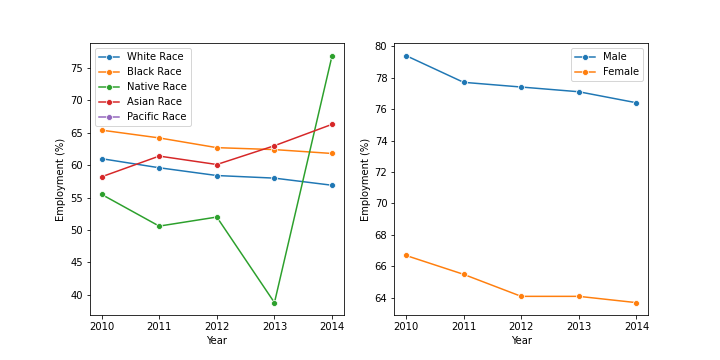 White Race
Black Race
Native Race
Asian Race
Pacific Race
75
70
65
60
55
50
45
40
Employment (%)
2010 2011 2012 2013 2014
Year
Male
Female
80
78
76
74
72
70
68
66
64
Employment (%)
2010 2011 2012 2013 2014
Year